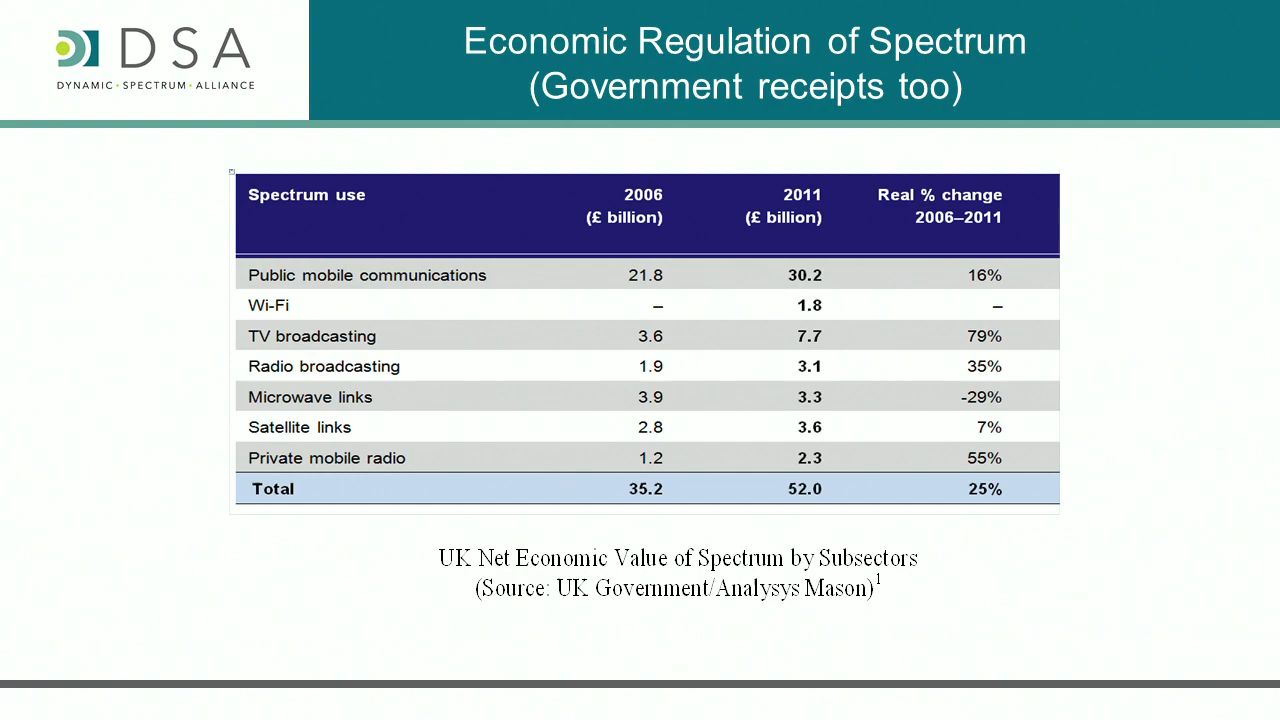 DSA
DYNAMIC • SPECTRUM • ALLIANCE
Economic Regulation of Spectrum
(Government receipts too)
Spectrum use 2006 2011 Real % change
(£ billion) (£ billion) 2006–2011
Public mobile communications 21.8 30.2 16%
Wi-Fi – 1.8 –
TV broadcasting 3.6 7.7 79%
Radio broadcasting 1.9 3.1 35%
Microwave links 3.9 3.3 -29%
Satellite links 2.8 3.6 7%
Private mobile radio 1.2 2.3 55%
Total 35.2 52.0 25%
UK Net Economic Value of Spectrum by Subsectors
(Source: UK Government/Analysys Mason)¹